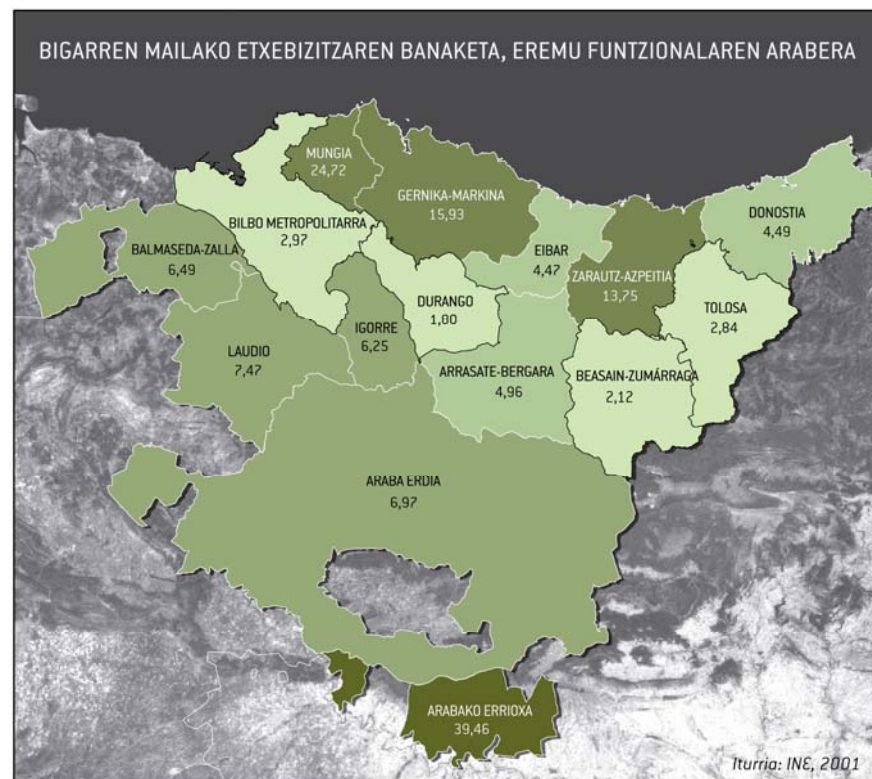 BIGARREN MAILAKO ETXEBIZITZAREN BANAKETA, EREMU FUNTZIONALAREN ARABERA
MUNGIA
24,72
GERNIKA-MARKINA
15,93
DONOSTIA
4,49
BILBO METROPOLITARRA
2,97
BALMASEDA-ZALLA
6,49
EIBAR
4,47
ZARAUTZ-AZPEITIA
13,75
DURANGO
1,80
TOLOSA
2,84
IGORRE
6,25
LAUDIO
7,47
ARRASATE-BERGARA
4,96
BEASAIN-ZUMÁRRAGA
2,12
ARABA ERDIA
6,97
ARABAKO ERRIOXA
39,46
Iturria: INE, 2001